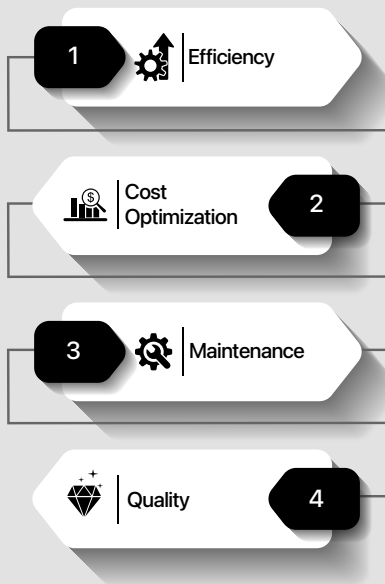 1
Efficiency
$
Cost
Optimization
2
3
Maintenance
Quality
4